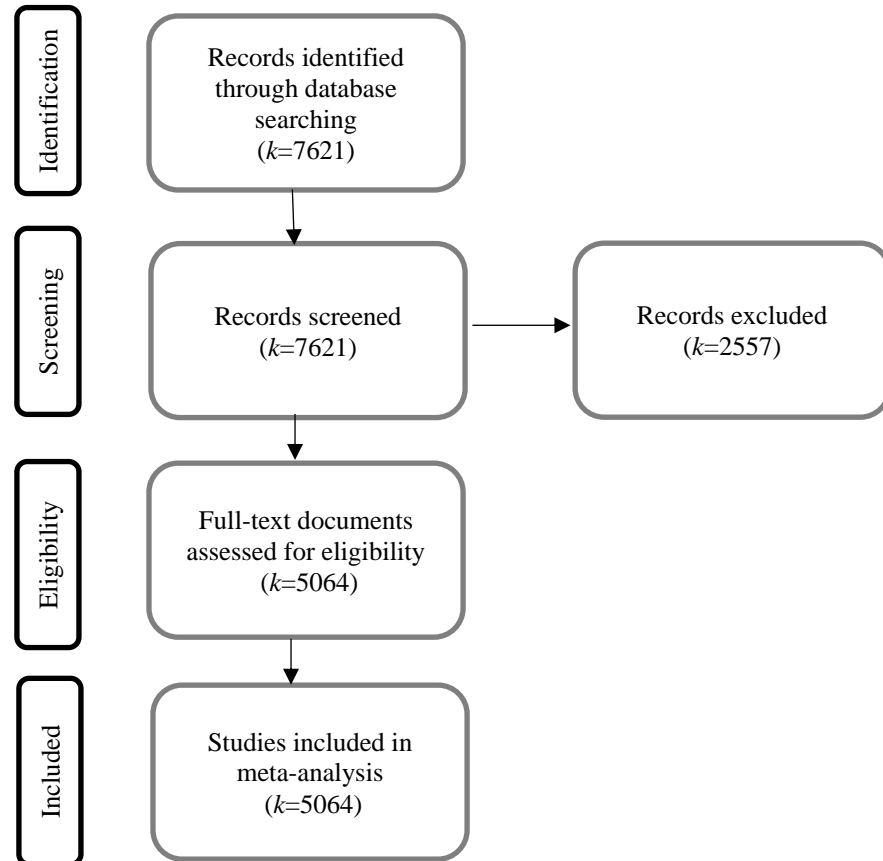 Identification
Records identified
through database
searching
(k=7621)
Screening
Records screened
(k=7621)
Records excluded
(k=2557)
Eligibility
Full-text documents
assessed for eligibility
(k=5064)
Included
Studies included in
meta-analysis
(k=5064)